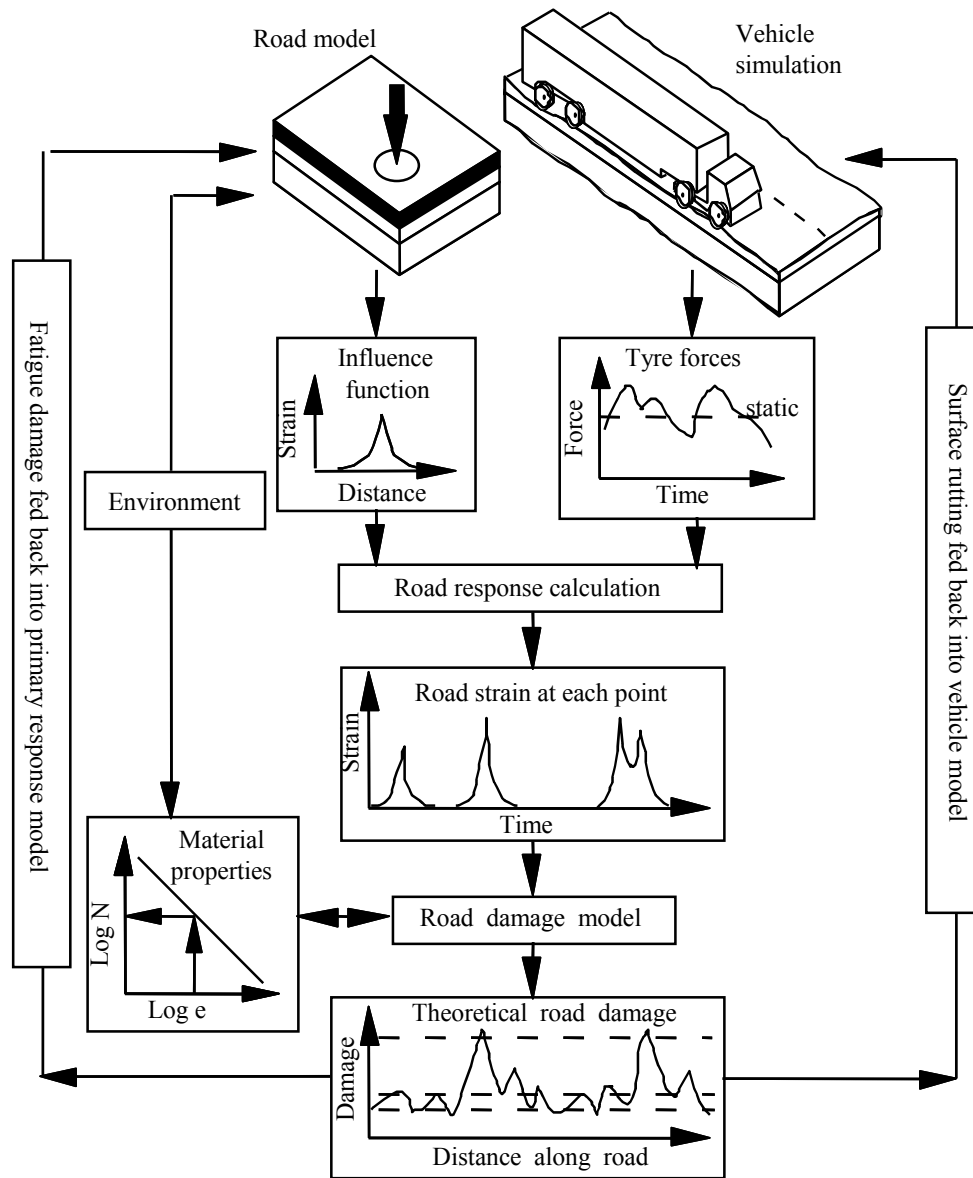 Road model
Vehicle
simulation
Influence
function
Strain
Distance
Tyre forces
static
Force
Time
Fatigue damage fed back into primary response model
Environment
Surface rutting fed back into vehicle model
Road response calculation
Road strain at each point
Strain
Time
Material
properties
Log N
Log e
Road damage model
Theoretical road damage
Damage
Distance along road